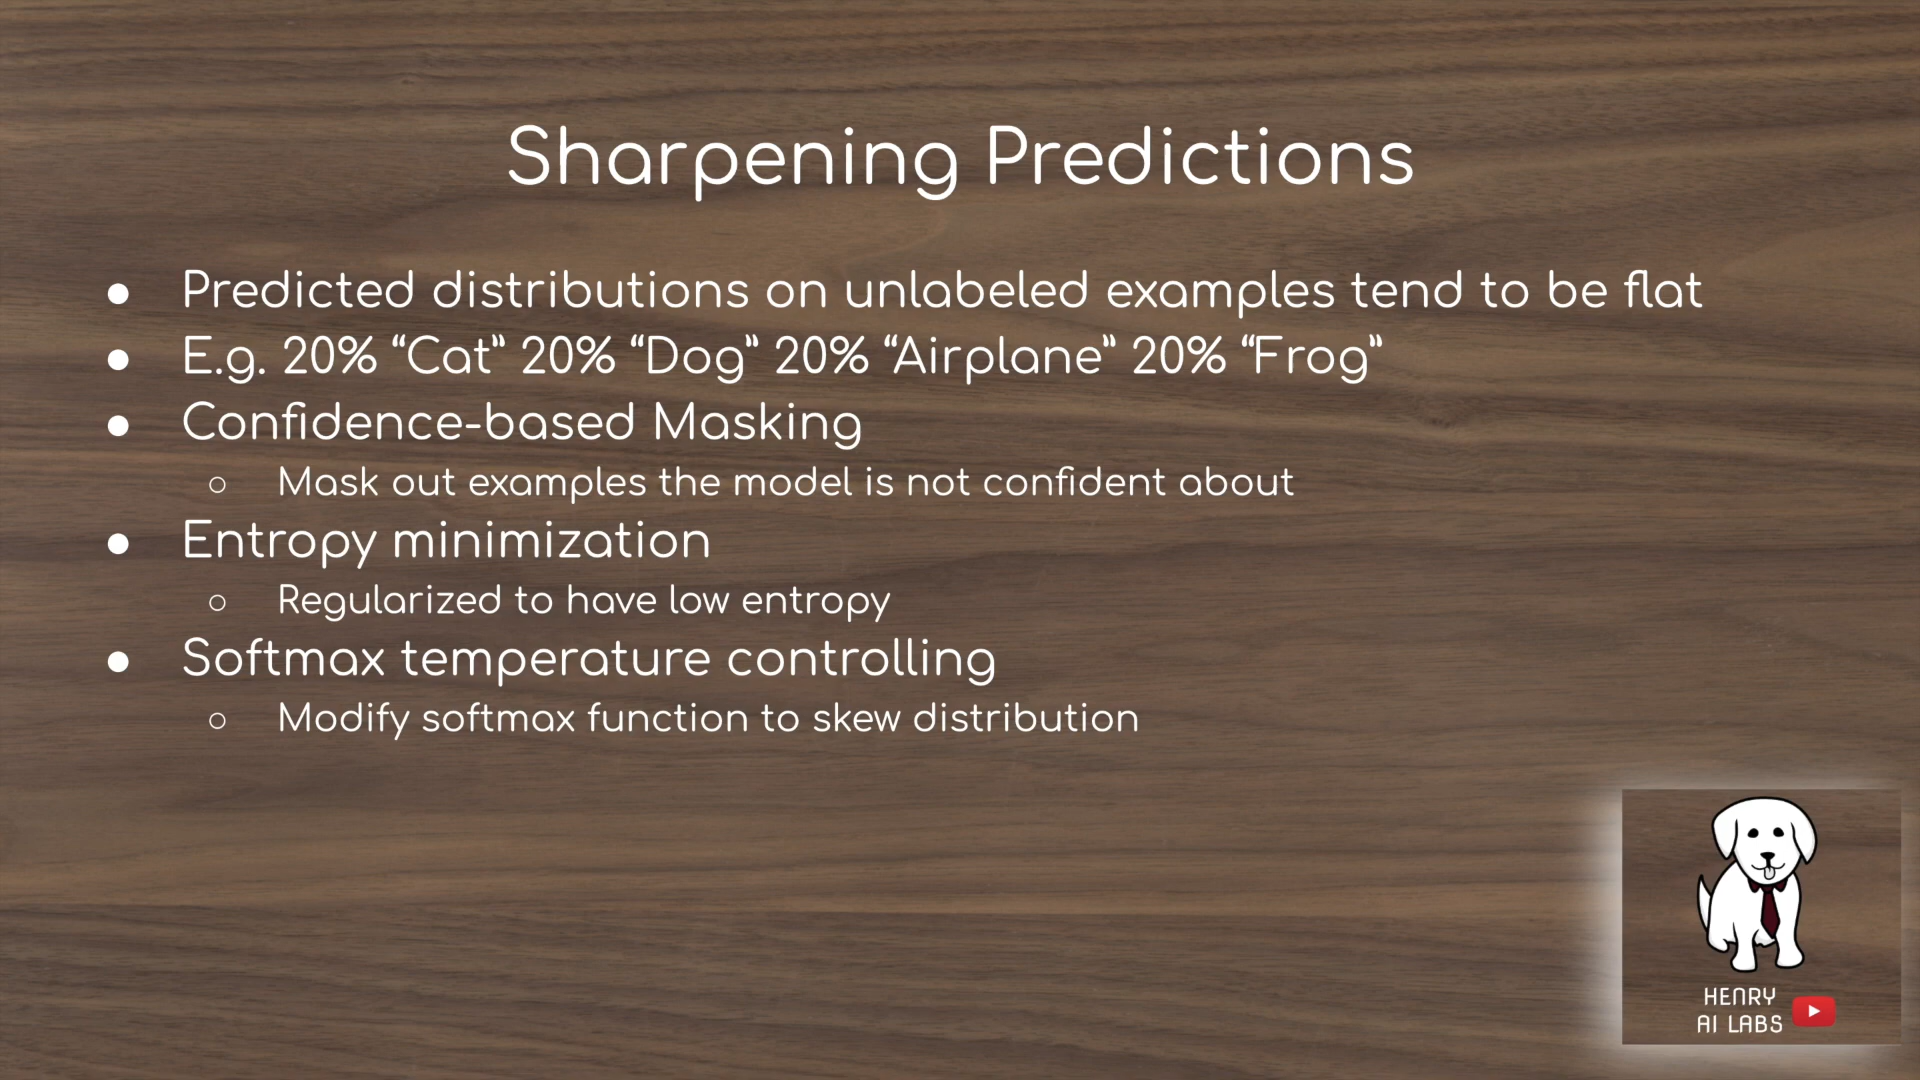 Sharpening Predictions
● Predicted distributions on unlabeled examples tend to be flat
● E.g. 20% “Cat” 20% “Dog” 20% “Airplane” 20% “Frog”
● Confidence-based Masking
○ Mask out examples the model is not confident about
● Entropy minimization
○ Regularized to have low entropy
● Softmax temperature controlling
○ Modify softmax function to skew distribution
HENRY
AI LABS